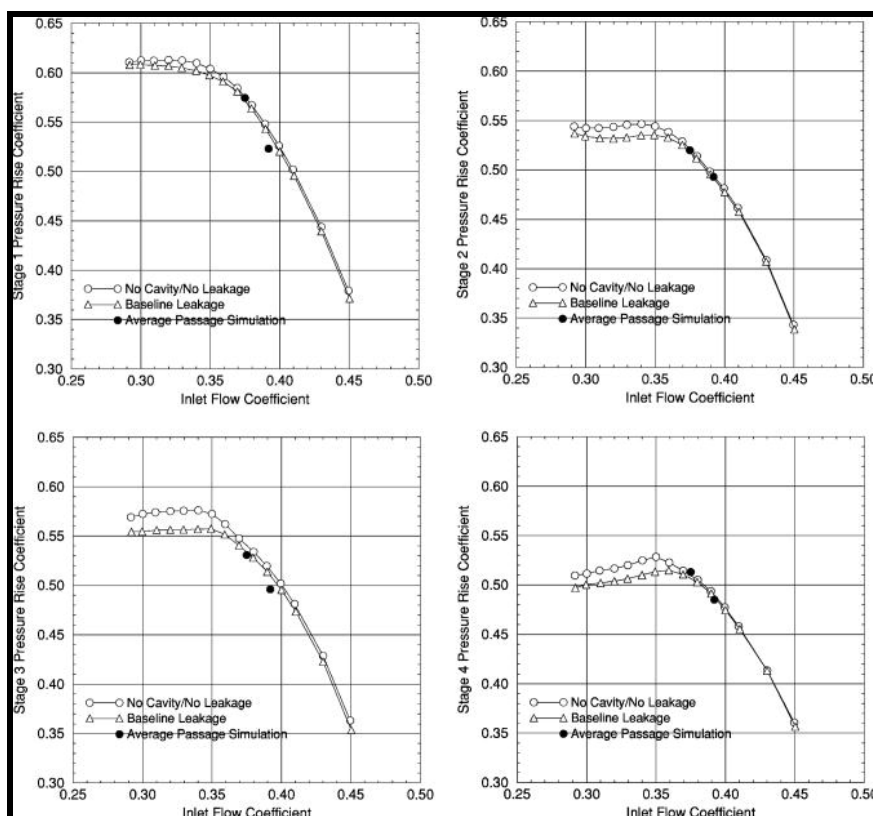 Stage 1 Pressure Rise Coefficient
0.65
0.60
0.55
0.50
0.45
0.40
0.35
0.30
No Cavity/No Leakage
Baseline Leakage
Average Passage Simulation
0.25 0.30 0.35 0.40 0.45 0.50
Inlet Flow Coefficient
Stage 2 Pressure Rise Coefficient
0.65
0.60
0.55
0.50
0.45
0.40
0.35
0.30
No Cavity/No Leakage
Baseline Leakage
Average Passage Simulation
0.25 0.30 0.35 0.40 0.45 0.50
Inlet Flow Coefficient
Stage 3 Pressure Rise Coefficient
0.65
0.60
0.55
0.50
0.45
0.40
0.35
0.30
No Cavity/No Leakage
Baseline Leakage
Average Passage Simulation
0.25 0.30 0.35 0.40 0.45 0.50
Inlet Flow Coefficient
Stage 4 Pressure Rise Coefficient
0.65
0.60
0.55
0.50
0.45
0.40
0.35
0.30
No Cavity/No Leakage
Baseline Leakage
Average Passage Simulation
0.25 0.30 0.35 0.40 0.45 0.50
Inlet Flow Coefficient